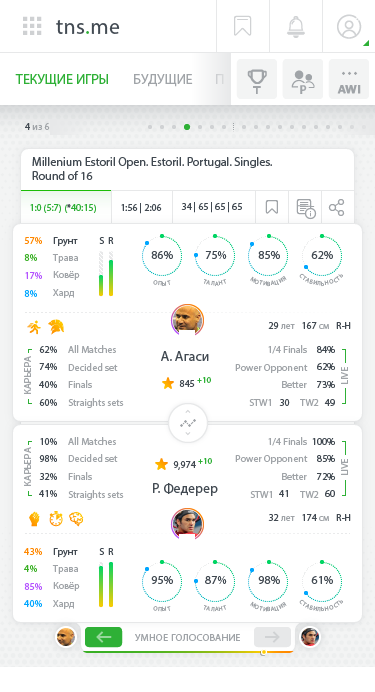 tns.me
ТЕКУЩИЕ ИГРЫ
БУДУЩИЕ
T
P
AWI
4 из 6
Millenium Estoril Open. Estoril. Portugal. Singles.
Round of 16
1:0 (5:7) (*40:15)
1:56 | 2:06
34 | 65 | 65 | 65
57% Грунт
8% Трава
17% Ковёр
8% Хард
S R
86%
75%
85%
62%
ОПЫТ
ТАЛАНТ
МОТИВАЦИЯ
СТАБИЛЬНОСТЬ
29 лет 167 см R-H
КАРЬЕРА
62% All Matches
74% Decided set
40% Finals
60% Straights sets
А. Агаси
845 +10
1/4 Finals 84%
Power Opponent 62%
Better 73%
STW1 30 TW2 49
LIVE
КАРЬЕРА
10% All Matches
98% Decided set
32% Finals
41% Straights sets
9,974 +10
Р. Федерер
1/4 Finals 100%
Power Opponent 85%
Better 72%
STW1 41 TW2 60
LIVE
32 лет 174 см R-H
43% Грунт
4% Трава
85% Ковёр
40% Хард
S R
95%
87%
98%
61%
ОПЫТ
ТАЛАНТ
МОТИВАЦИЯ
СТАБИЛЬНОСТЬ
УМНОЕ ГОЛОСОВАНИЕ